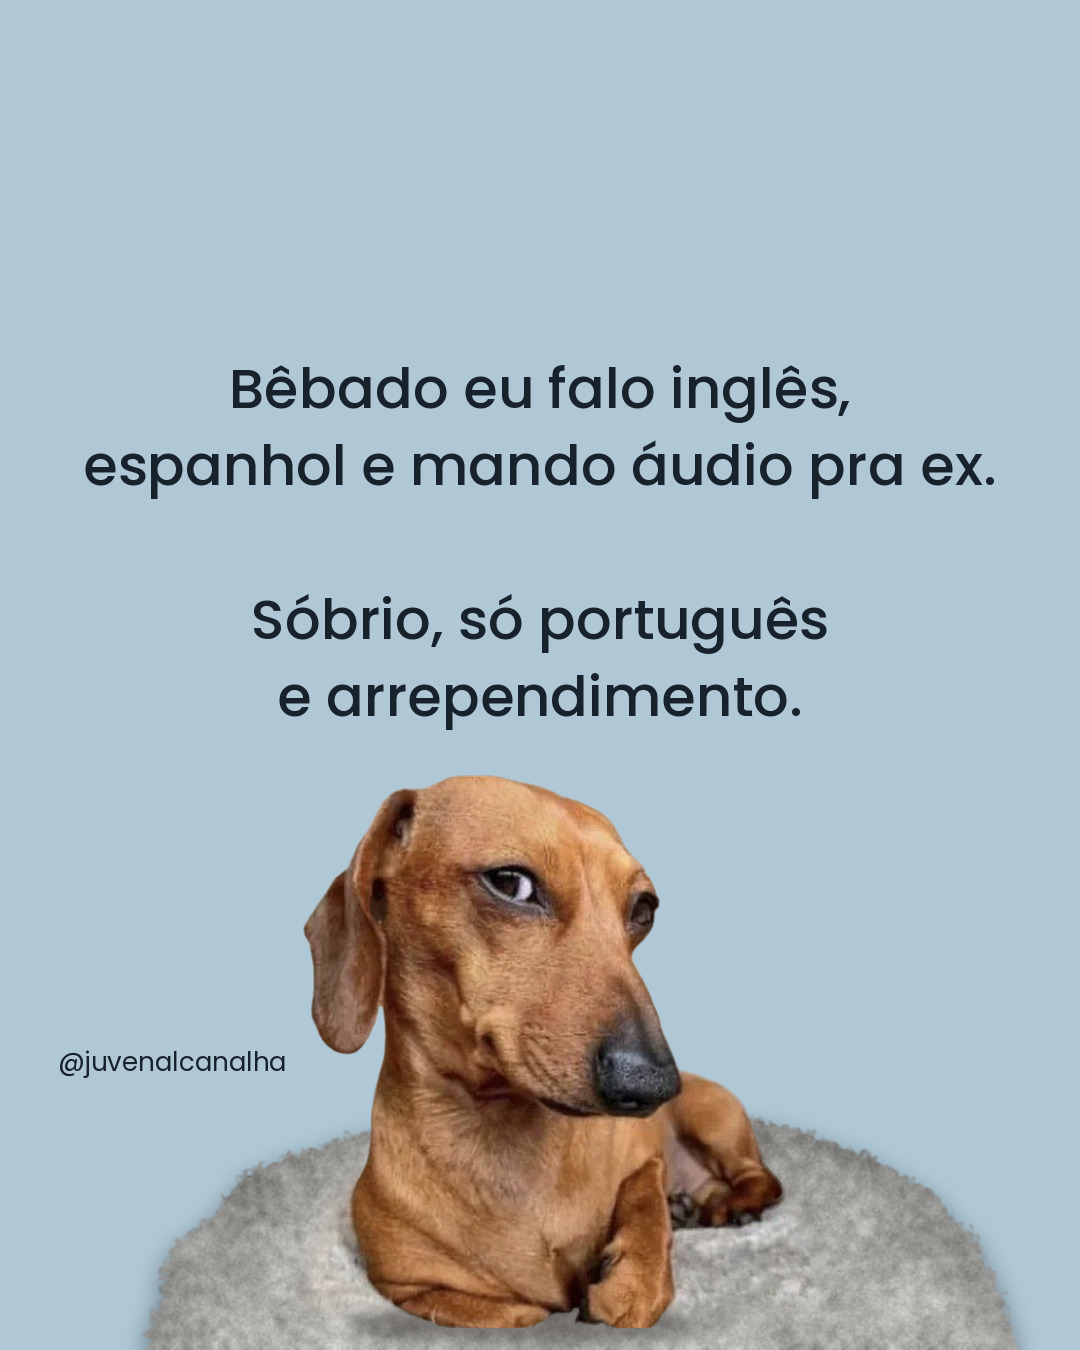 Bêbado eu falo inglês,
espanhol e mando áudio pra ex.
Sóbrio, só português
e arrependimento.
@juvenalcanalha